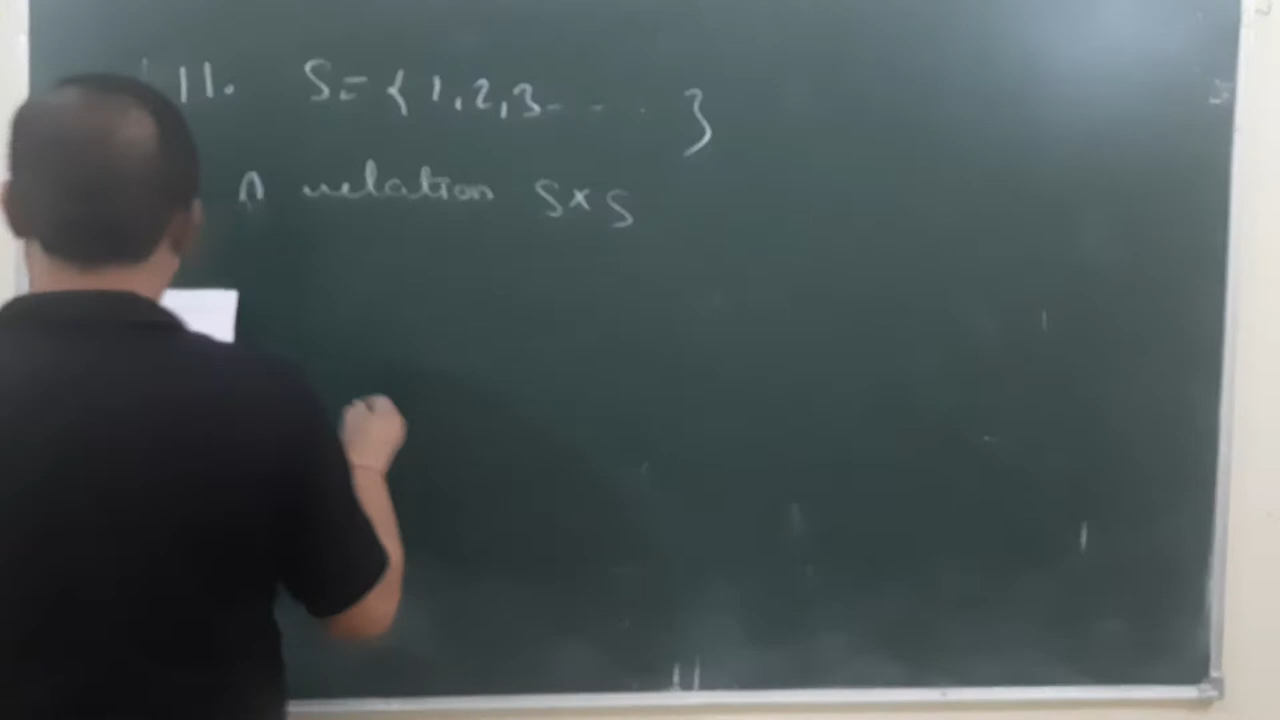 11. S = { 1, 2, 3 - - - . }
A relation S × S